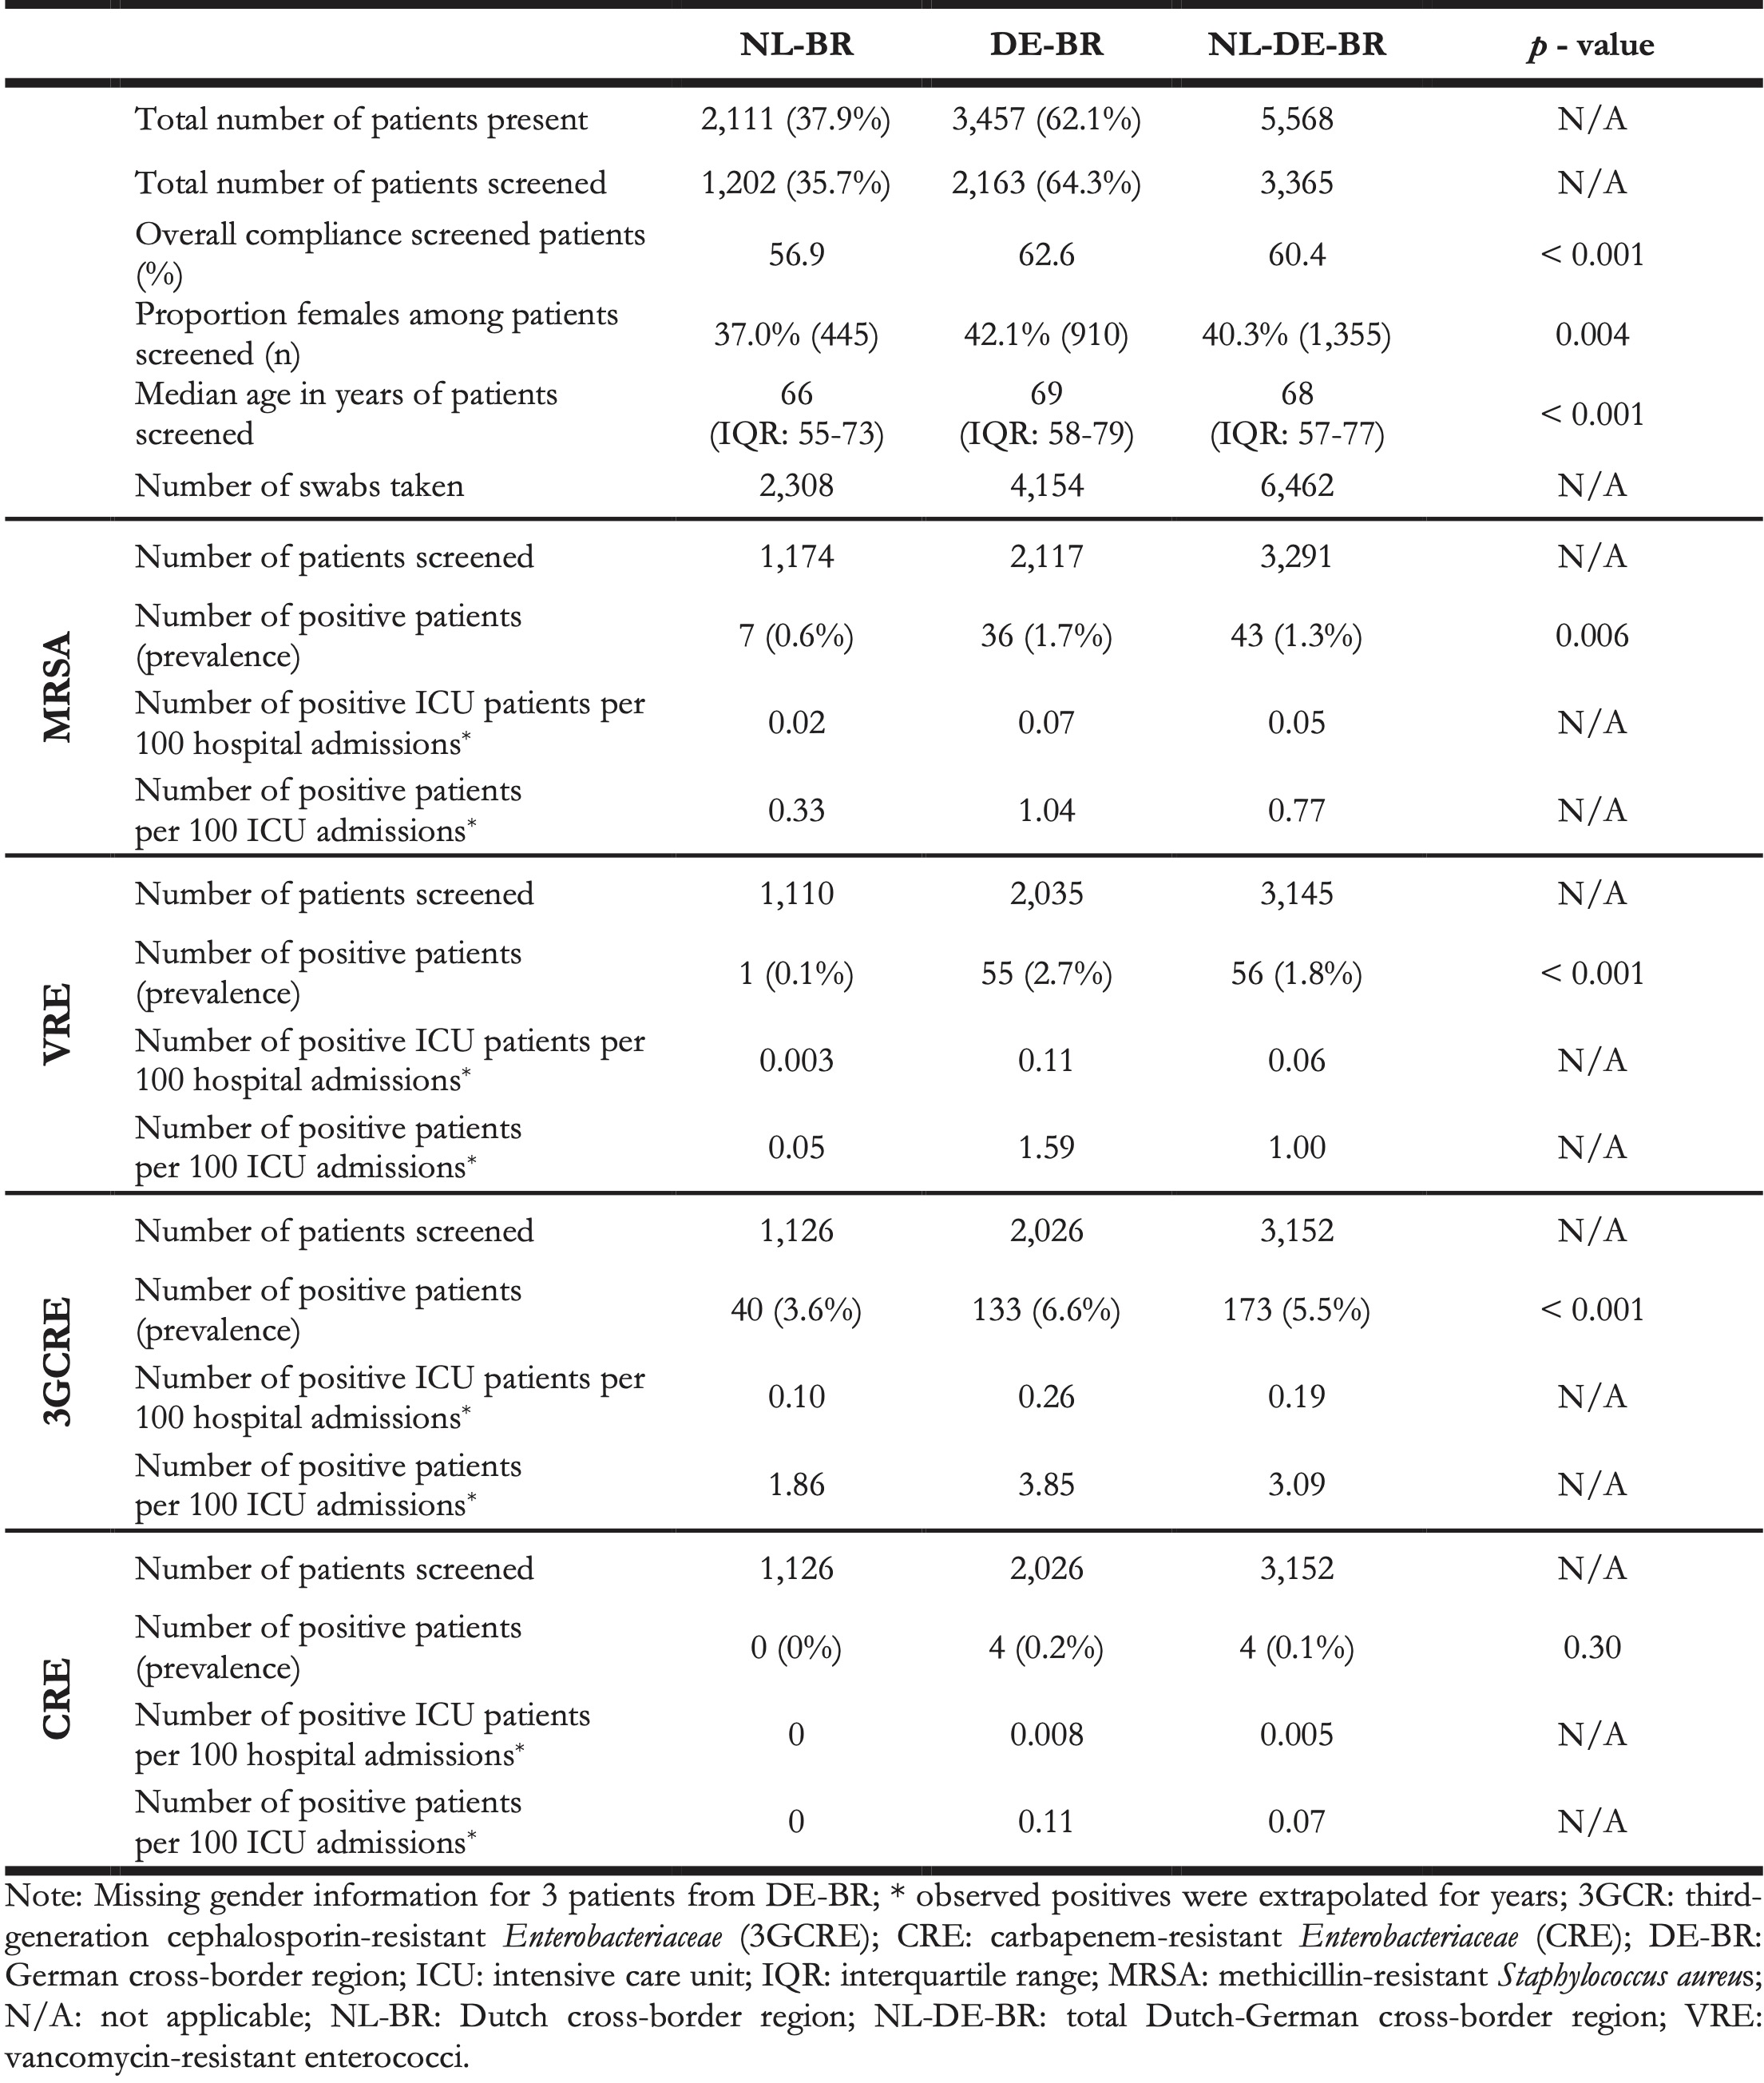 NL-BR DE-BR NL-DE-BR p - value
Total number of patients present 2,111 (37.9%) 3,457 (62.1%) 5,568 N/A
Total number of patients screened 1,202 (35.7%) 2,163 (64.3%) 3,365 N/A
Overall compliance screened patients
(%) 56.9 62.6 60.4 < 0.001
Proportion females among patients
screened (n) 37.0% (445) 42.1% (910) 40.3% (1,355) 0.004
Median age in years of patients 66 69 68
screened (IQR: 55-73) (IQR: 58-79) (IQR: 57-77) < 0.001
Number of swabs taken 2,308 4,154 6,462 N/A
MRSA
Number of patients screened 1,174 2,117 3,291 N/A
Number of positive patients
(prevalence) 7 (0.6%) 36 (1.7%) 43 (1.3%) 0.006
Number of positive ICU patients per
100 hospital admissions* 0.02 0.07 0.05 N/A
Number of positive patients
per 100 ICU admissions* 0.33 1.04 0.77 N/A
VRE
Number of patients screened 1,110 2,035 3,145 N/A
Number of positive patients
(prevalence) 1 (0.1%) 55 (2.7%) 56 (1.8%) < 0.001
Number of positive ICU patients per
100 hospital admissions* 0.003 0.11 0.06 N/A
Number of positive patients
per 100 ICU admissions* 0.05 1.59 1.00 N/A
3GCRE
Number of patients screened 1,126 2,026 3,152 N/A
Number of positive patients
(prevalence) 40 (3.6%) 133 (6.6%) 173 (5.5%) < 0.001
Number of positive ICU patients per
100 hospital admissions* 0.10 0.26 0.19 N/A
Number of positive patients
per 100 ICU admissions* 1.86 3.85 3.09 N/A
CRE
Number of patients screened 1,126 2,026 3,152 N/A
Number of positive patients
(prevalence) 0 (0%) 4 (0.2%) 4 (0.1%) 0.30
Number of positive ICU patients
per 100 hospital admissions* 0 0.008 0.005 N/A
Number of positive patients
per 100 ICU admissions* 0 0.11 0.07 N/A
Note: Missing gender information for 3 patients from DE-BR; * observed positives were extrapolated for years; 3GCR: third-
generation cephalosporin-resistant Enterobacteriaceae (3GCRE); CRE: carbapenem-resistant Enterobacteriaceae (CRE); DE-BR:
German cross-border region; ICU: intensive care unit; IQR: interquartile range; MRSA: methicillin-resistant Staphylococcus aureus;
N/A: not applicable; NL-BR: Dutch cross-border region; NL-DE-BR: total Dutch-German cross-border region; VRE:
vancomycin-resistant enterococci.